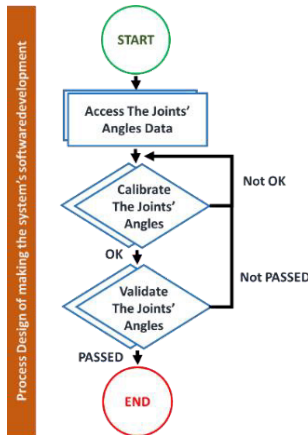 Process Design of making the system's softwaredevelopment
START
Access The Joints'
Angles Data
Calibrate
The Joints'
Angles
Not OK
OK
Validate
The Joints'
Angles
Not PASSED
PASSED
END